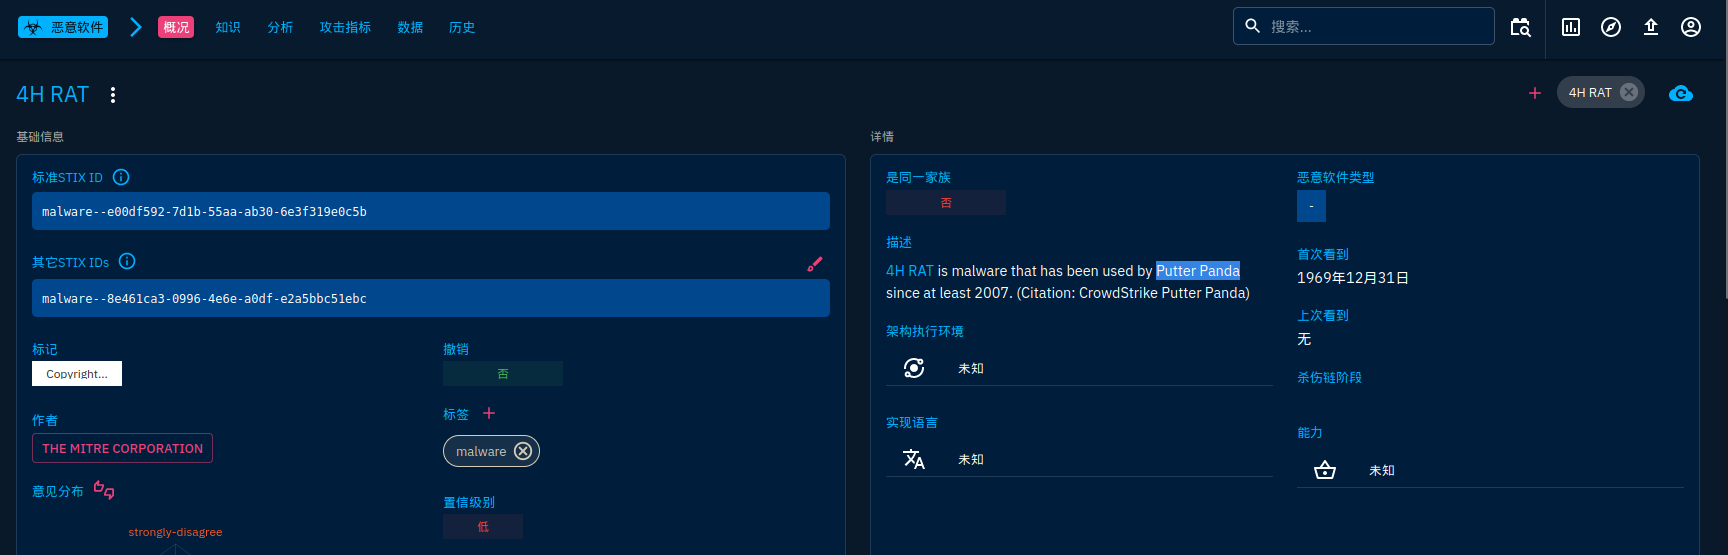 恶意软件
概况
知识
分析
攻击指标
数据
历史
搜索...
4H RAT
4H RAT
基础信息
标准STIX ID
malware--e00df592-7d1b-55aa-ab30-6e3f319e0c5b
其它STIX IDs
malware--8e461ca3-0996-4e6e-a0df-e2a5bbc51ebc
标记
Copyright...
撤销
否
作者
THE MITRE CORPORATION
标签
malware
意见分布
strongly-disagree
置信级别
低
详情
是同一家族
否
描述
4H RAT is malware that has been used by Putter Panda
since at least 2007. (Citation: CrowdStrike Putter Panda)
架构执行环境
未知
实现语言
未知
恶意软件类型
-
首次看到
1969年12月31日
上次看到
无
杀伤链阶段
能力
未知